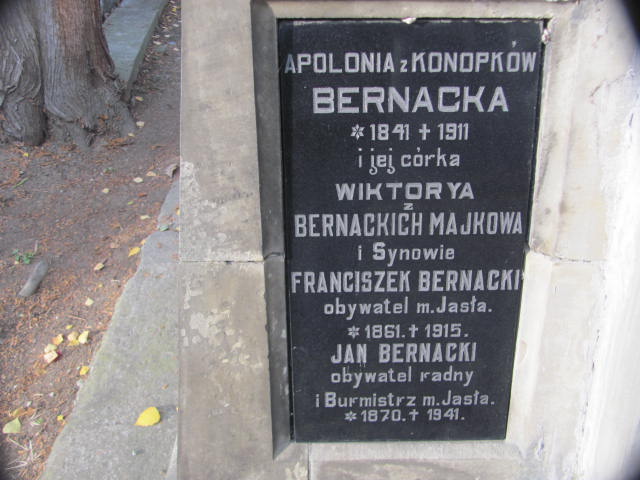 APOLONIA z KONOPKÓW
BERNACKA
* 1841 † 1911
i jej córka
WIKTORYA
z
BERNACKICH MAJKOWA
i Synowie
FRANCISZEK BERNACKI
obywatel m. Jasła.
* 1861. † 1915.
JAN BERNACKI
obywatel radny
i Burmistrz m. Jasła.
* 1870. † 1941.